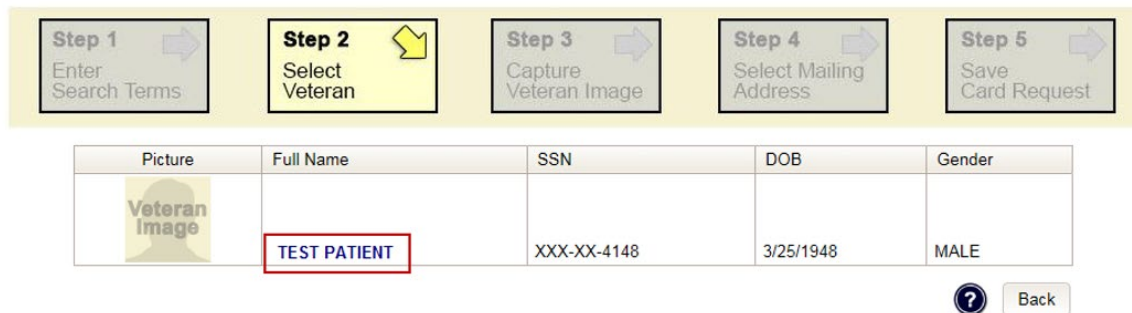 Step 1
Enter
Search Terms
Step 2
Select
Veteran
Step 3
Capture
Veteran Image
Step 4
Select Mailing
Address
Step 5
Save
Card Request
Picture Full Name SSN DOB Gender
Veteran
Image
TEST PATIENT XXX-XX-4148 3/25/1948 MALE
? Back